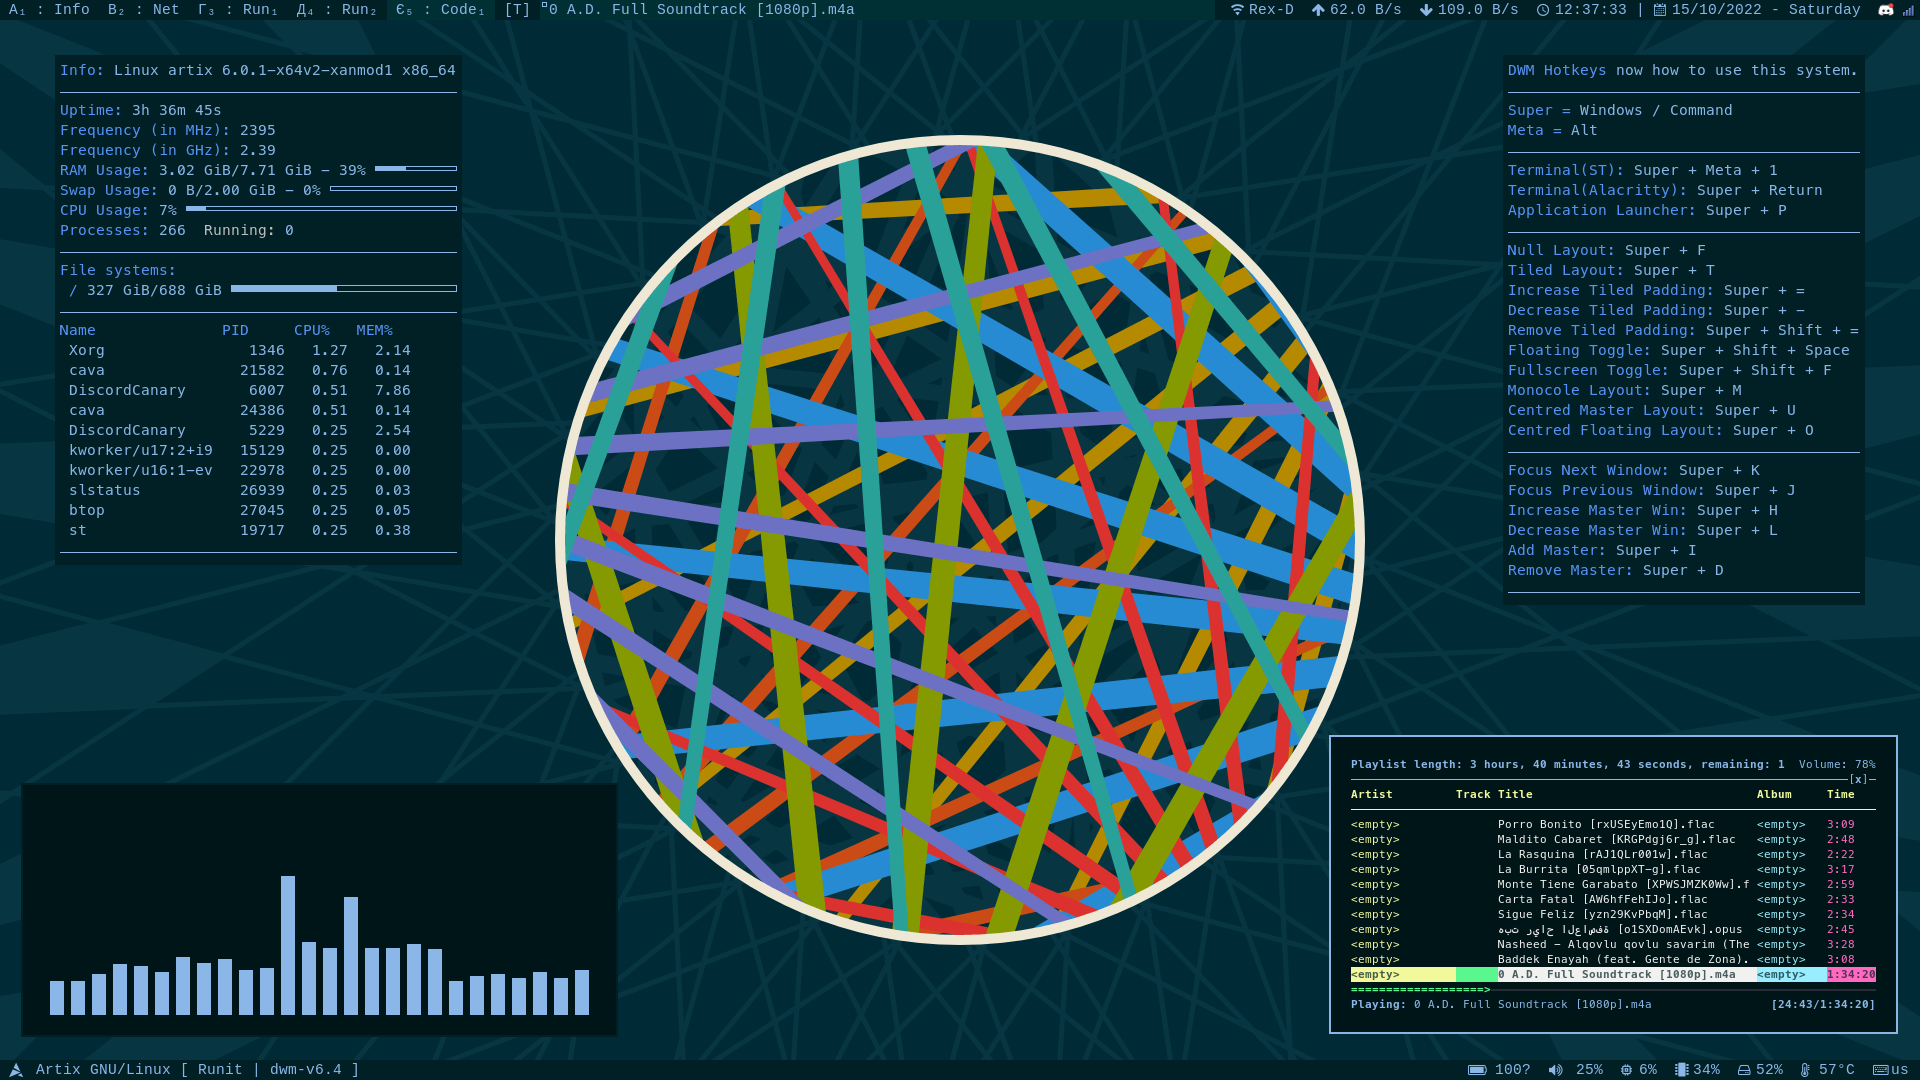 А₁ : Info  В₂ : Net  Г₃ : Run₁  Д₄ : Run₂  Є₅ : Code₁  [T]  0 A.D. Full Soundtrack [1080p].m4a
Rex-D  62.0 B/s  109.0 B/s  12:37:33 | 15/10/2022 - Saturday
Info: Linux artix 6.0.1-x64v2-xanmod1 x86_64
Uptime: 3h 36m 45s
Frequency (in MHz): 2395
Frequency (in GHz): 2.39
RAM Usage: 3.02 GiB/7.71 GiB - 39%
Swap Usage: 0 B/2.00 GiB - 0%
CPU Usage: 7%
Processes: 266  Running: 0
File systems:
/ 327 GiB/688 GiB
Name PID CPU% MEM%
Xorg 1346 1.27 2.14
cava 21582 0.76 0.14
DiscordCanary 6007 0.51 7.86
cava 24386 0.51 0.14
DiscordCanary 5229 0.25 2.54
kworker/u17:2+i9 15129 0.25 0.00
kworker/u16:1-ev 22978 0.25 0.00
slstatus 26939 0.25 0.03
btop 27045 0.25 0.05
st 19717 0.25 0.38
DWM Hotkeys now how to use this system.
Super = Windows / Command
Meta = Alt
Terminal(ST): Super + Meta + 1
Terminal(Alacritty): Super + Return
Application Launcher: Super + P
Null Layout: Super + F
Tiled Layout: Super + T
Increase Tiled Padding: Super + =
Decrease Tiled Padding: Super + -
Remove Tiled Padding: Super + Shift + =
Floating Toggle: Super + Shift + Space
Fullscreen Toggle: Super + Shift + F
Monocole Layout: Super + M
Centred Master Layout: Super + U
Centred Floating Layout: Super + O
Focus Next Window: Super + K
Focus Previous Window: Super + J
Increase Master Win: Super + H
Decrease Master Win: Super + L
Add Master: Super + I
Remove Master: Super + D
Playlist length: 3 hours, 40 minutes, 43 seconds, remaining: 1  Volume: 78%
[x]
Artist Track Title Album Time
<empty> Porro Bonito [rxUSEyEmo1Q].flac <empty> 3:09
<empty> Maldito Cabaret [KRGPdgj6r_g].flac <empty> 2:48
<empty> La Rasquina [rAJ1QLr001w].flac <empty> 2:22
<empty> La Burrita [05qmlppXT-g].flac <empty> 3:17
<empty> Monte Tiene Garabato [XPWSJMZK0Ww].f <empty> 2:59
<empty> Carta Fatal [AW6hfFehIJo].flac <empty> 2:33
<empty> Sigue Feliz [yzn29KvPbqM].flac <empty> 2:34
<empty> هبت رياح العاصفة [o1SXDomAEvk].opus <empty> 2:45
<empty> Nasheed - Alqovlu qovlu savarim (The <empty> 3:28
<empty> Baddek Enayah (feat. Gente de Zona). <empty> 3:08
<empty> 0 A.D. Full Soundtrack [1080p].m4a <empty> 1:34:20
===================>
Playing: 0 A.D. Full Soundtrack [1080p].m4a [24:43/1:34:20]
Artix GNU/Linux [ Runit | dwm-v6.4 ]
100?  25%  6%  34%  52%  57°C  us